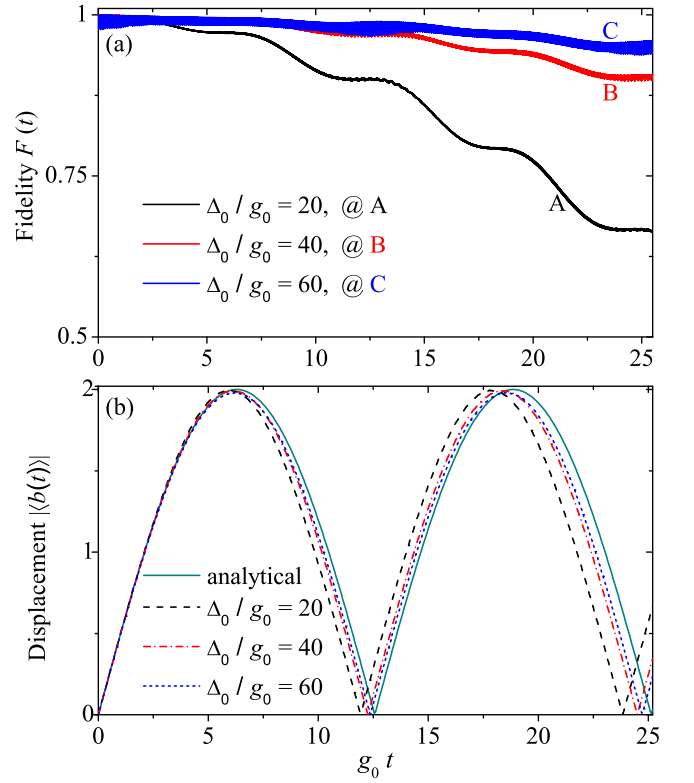 1
(a)
C
B
0.75
Fidelity F (t)
Δ₀ / g₀ = 20, @ A
A
Δ₀ / g₀ = 40, @ B
Δ₀ / g₀ = 60, @ C
0.5
0 5 10 15 20 25
2
(b)
Displacement |⟨b(t)⟩|
1
analytical
Δ₀ / g₀ = 20
Δ₀ / g₀ = 40
Δ₀ / g₀ = 60
0
0 5 10 15 20 25
g₀ t